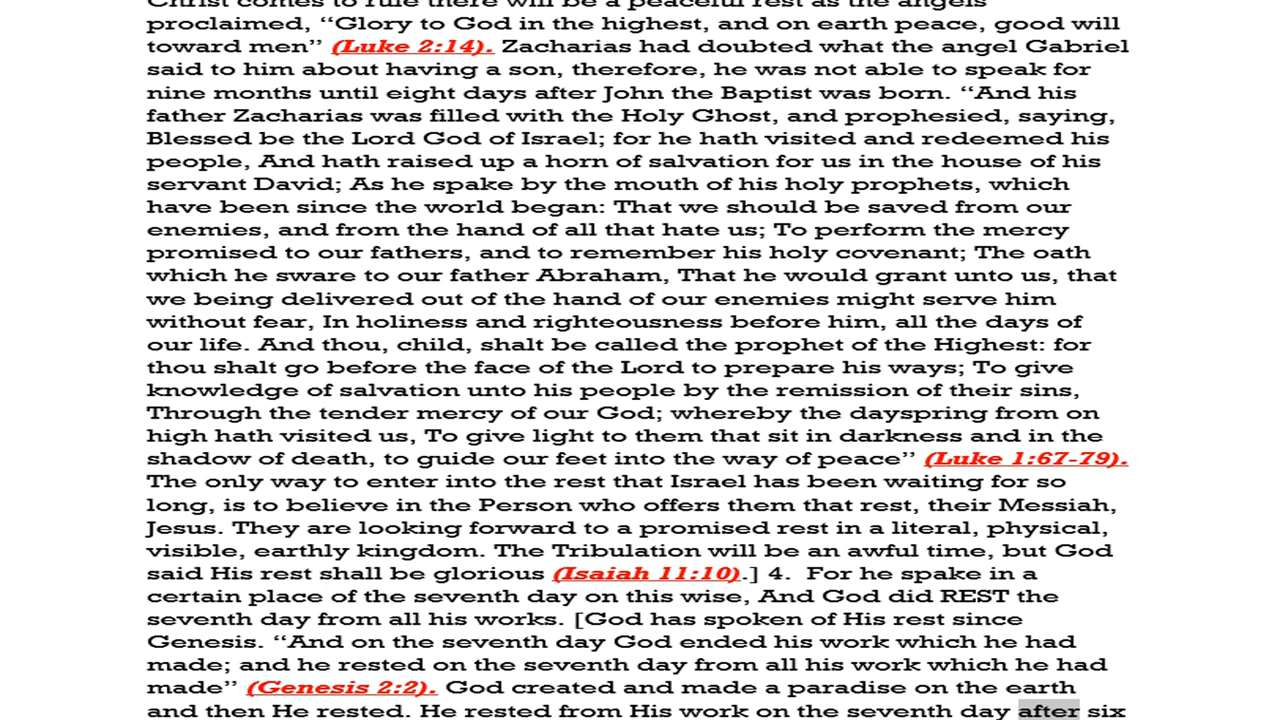 Christ comes to rule there will be a peaceful rest as the angels
proclaimed, “Glory to God in the highest, and on earth peace, good will
toward men” (Luke 2:14). Zacharias had doubted what the angel Gabriel
said to him about having a son, therefore, he was not able to speak for
nine months until eight days after John the Baptist was born. “And his
father Zacharias was filled with the Holy Ghost, and prophesied, saying,
Blessed be the Lord God of Israel; for he hath visited and redeemed his
people, And hath raised up a horn of salvation for us in the house of his
servant David; As he spake by the mouth of his holy prophets, which
have been since the world began: That we should be saved from our
enemies, and from the hand of all that hate us; To perform the mercy
promised to our fathers, and to remember his holy covenant; The oath
which he sware to our father Abraham, That he would grant unto us, that
we being delivered out of the hand of our enemies might serve him
without fear, In holiness and righteousness before him, all the days of
our life. And thou, child, shalt be called the prophet of the Highest: for
thou shalt go before the face of the Lord to prepare his ways; To give
knowledge of salvation unto his people by the remission of their sins,
Through the tender mercy of our God; whereby the dayspring from on
high hath visited us, To give light to them that sit in darkness and in the
shadow of death, to guide our feet into the way of peace” (Luke 1:67-79).
The only way to enter into the rest that Israel has been waiting for so
long, is to believe in the Person who offers them that rest, their Messiah,
Jesus. They are looking forward to a promised rest in a literal, physical,
visible, earthly kingdom. The Tribulation will be an awful time, but God
said His rest shall be glorious (Isaiah 11:10).] 4.  For he spake in a
certain place of the seventh day on this wise, And God did REST the
seventh day from all his works. [God has spoken of His rest since
Genesis. “And on the seventh day God ended his work which he had
made; and he rested on the seventh day from all his work which he had
made” (Genesis 2:2). God created and made a paradise on the earth
and then He rested. He rested from His work on the seventh day after six